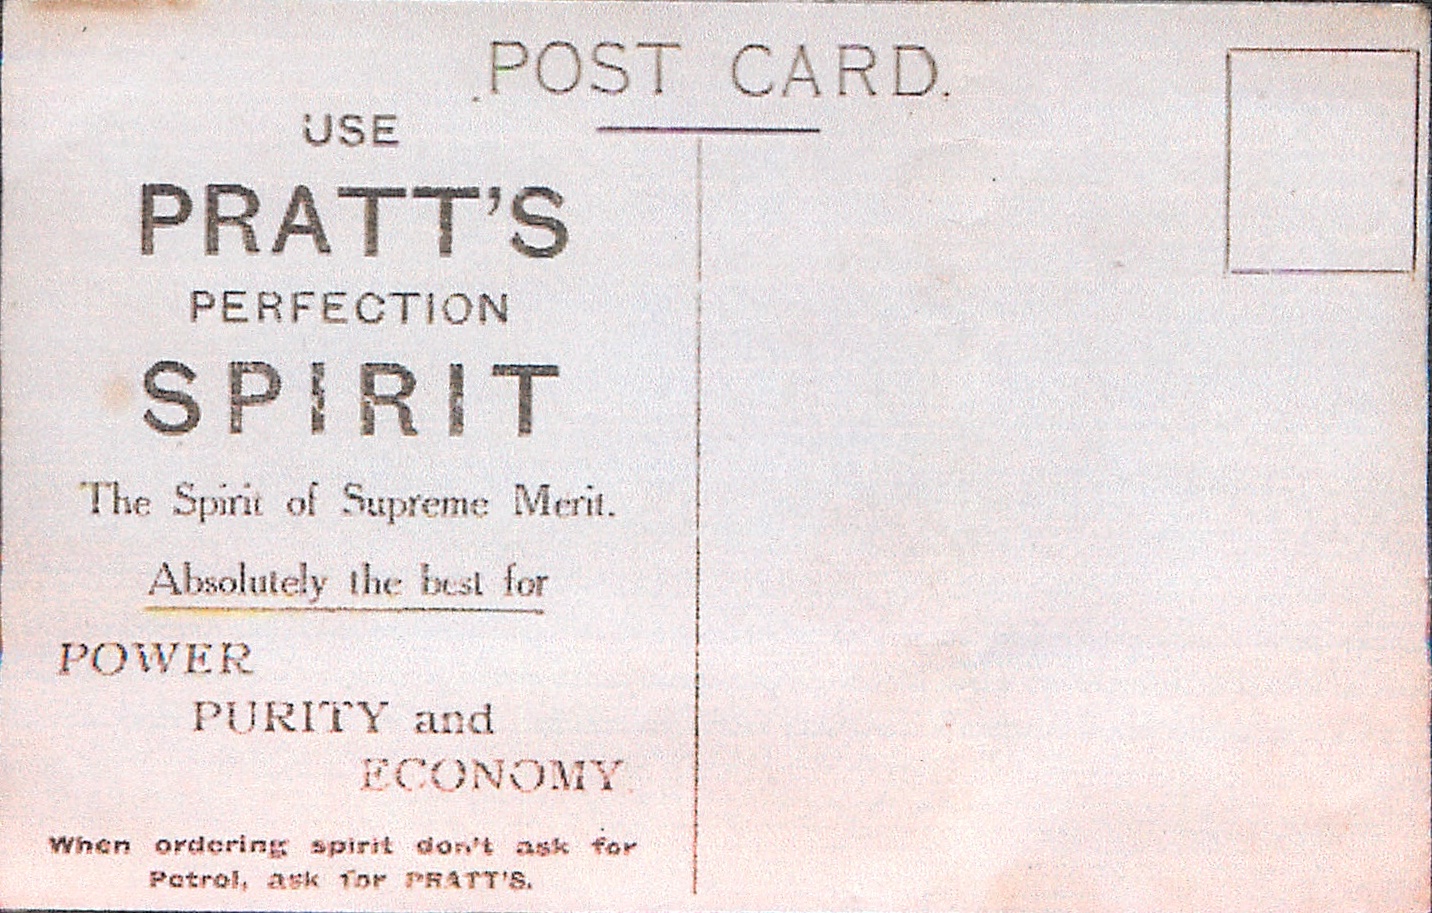 POST CARD.
USE
PRATT'S
PERFECTION
SPIRIT
The Spirit of Supreme Merit.
Absolutely the best for
POWER
PURITY and
ECONOMY
When ordering spirit don't ask for
Petrol, ask for PRATT'S.